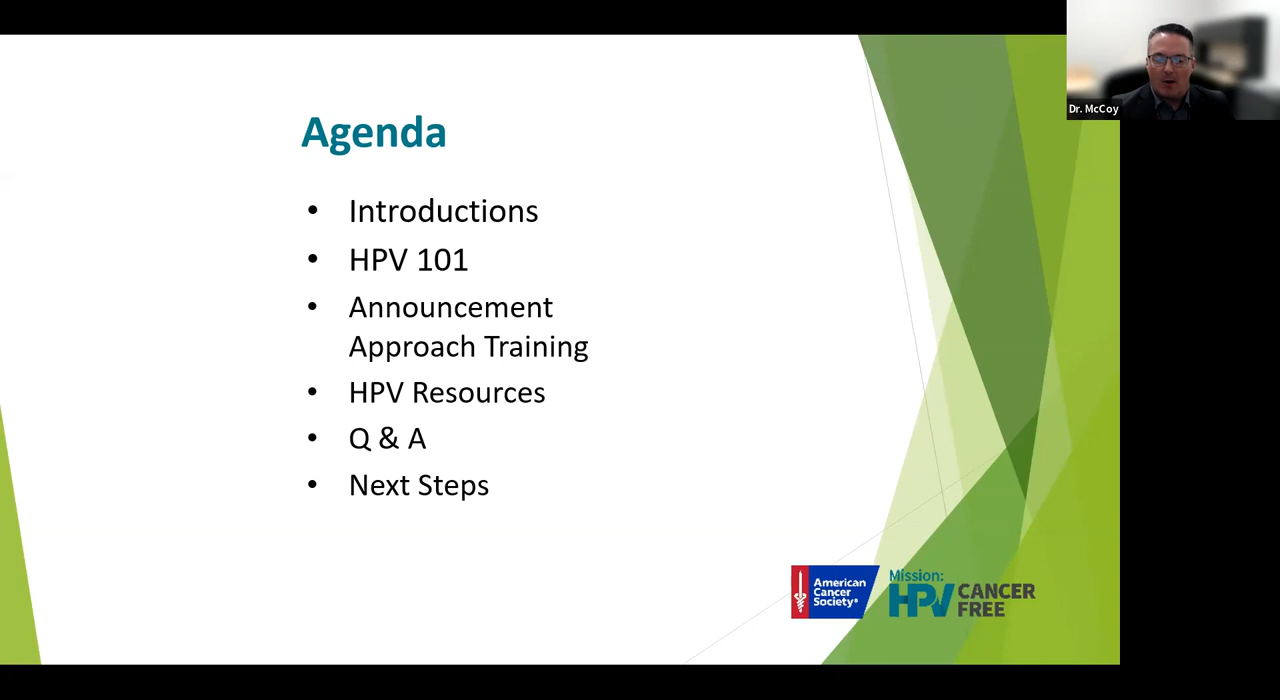 Dr. McCoy
Agenda
• Introductions
• HPV 101
• Announcement
Approach Training
• HPV Resources
• Q & A
• Next Steps
American
Cancer
Society®
Mission:
HPV CANCER
FREE